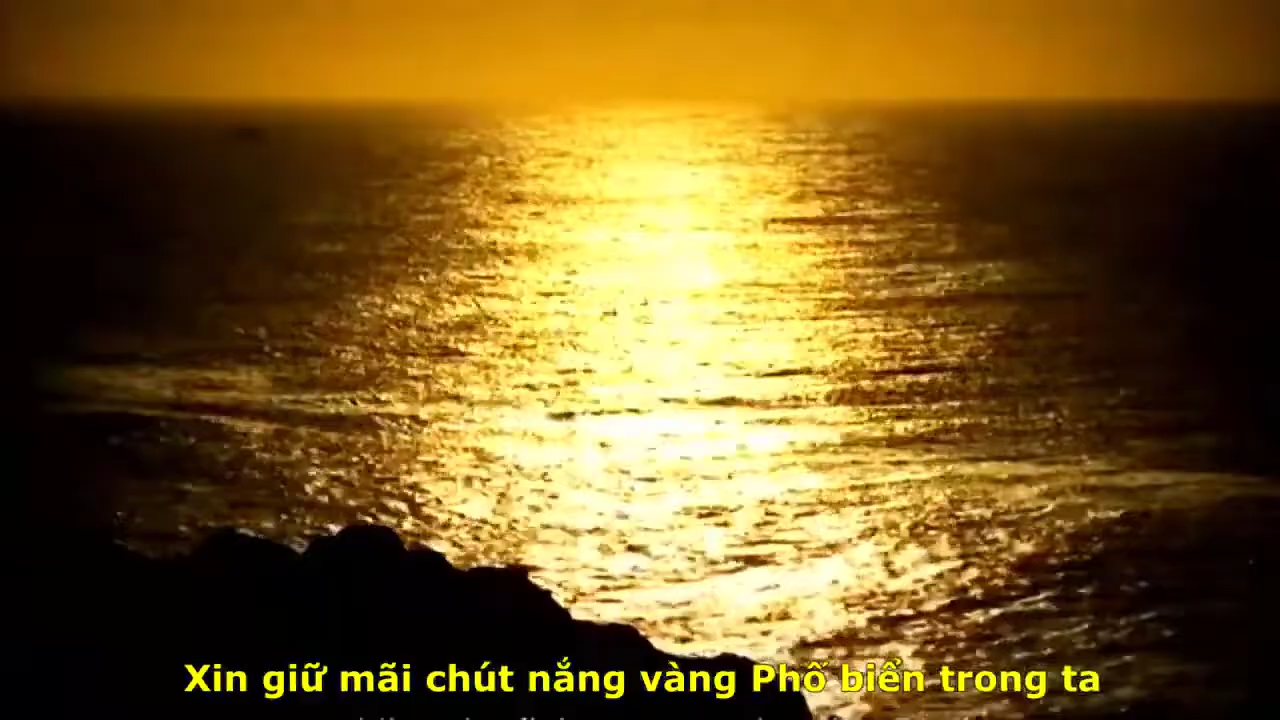 Xin giữ mãi chút nắng vàng Phố biển trong ta